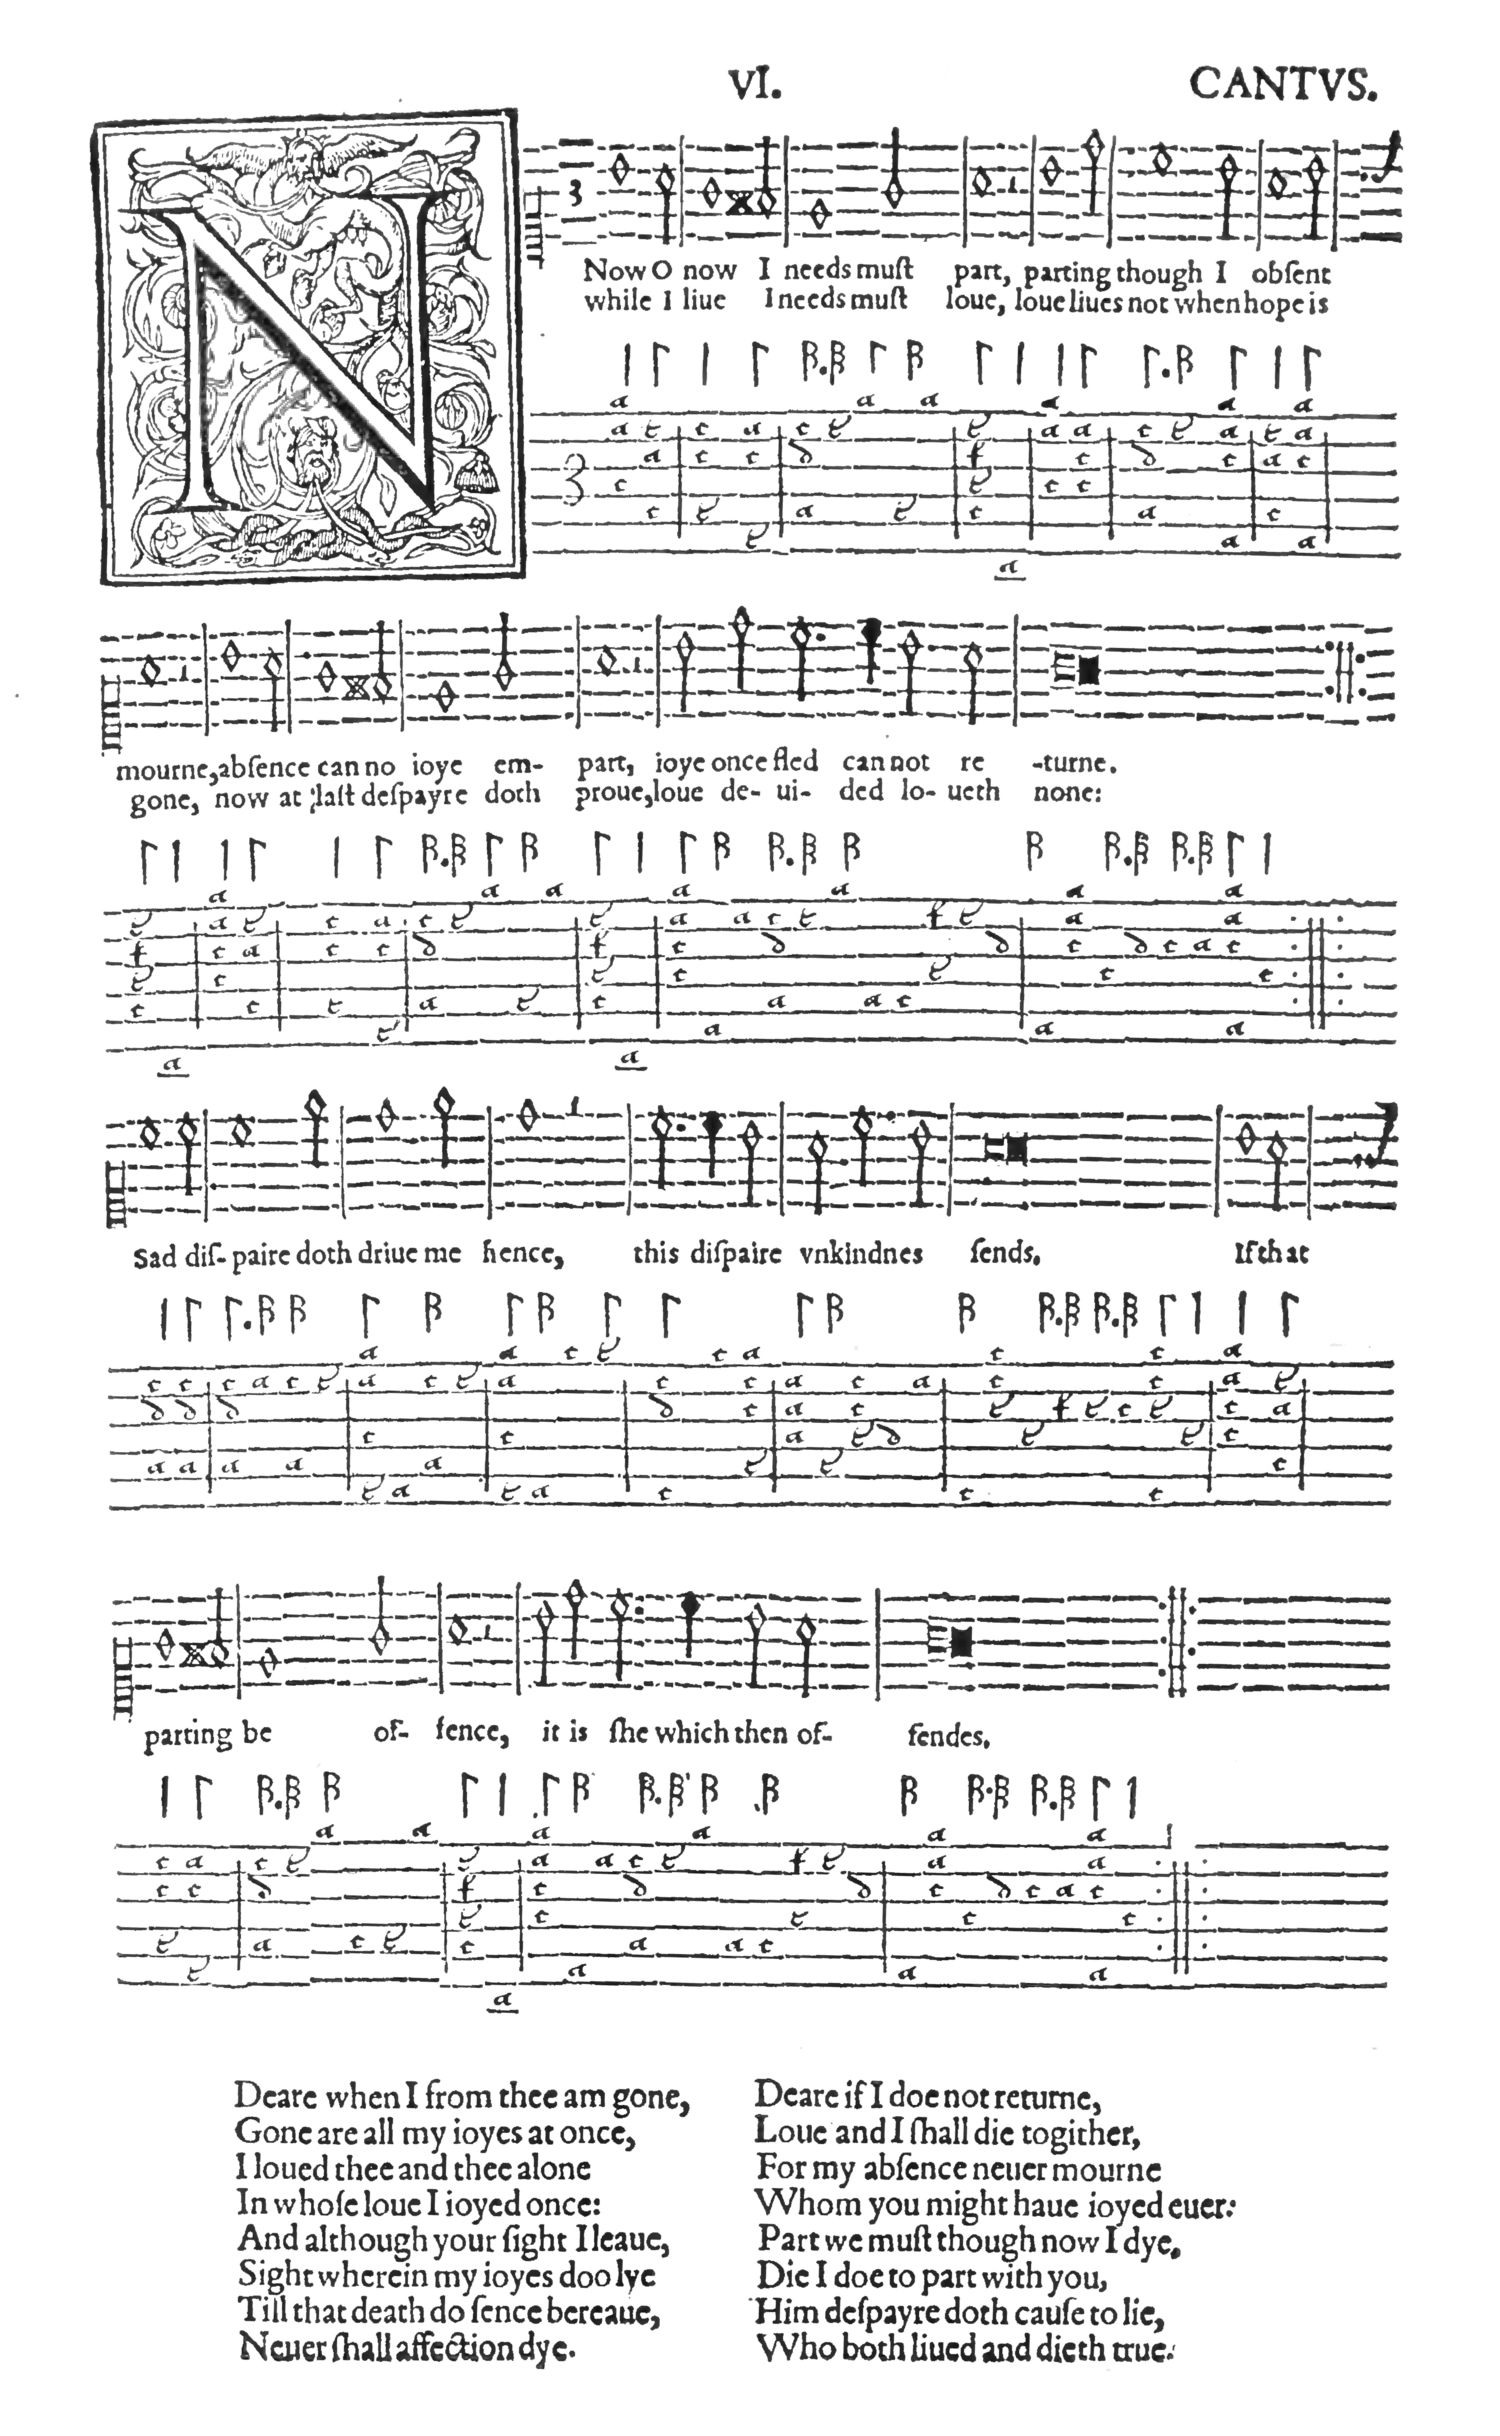 VI.
CANTVS.
N
Now O now I needs muſt part, parting though I obſent
while I liue I needs muſt loue, loue liues not when hope is
mourne, abſence can no ioye em- part, ioye once fled can not re -turne.
gone, now at laſt deſpayre doth proue, loue de- ui- ded lo- ueth none:
Sad diſ- paire doth driue me hence, this diſpaire vnkindnes ſends. If that
parting be of- fence, it is ſhe which then of- fendes.
Deare when I from thee am gone,
Gone are all my ioyes at once,
I loued thee and thee alone
In whoſe loue I ioyed once:
And although your ſight I leaue,
Sight wherein my ioyes doo lye
Till that death do ſence bereaue,
Neuer ſhall affection dye.
Deare if I doe not returne,
Loue and I ſhall die togither,
For my abſence neuer mourne
Whom you might haue ioyed euer:
Part we muſt though now I dye,
Die I doe to part with you,
Him deſpayre doth cauſe to lie,
Who both liued and dieth true.